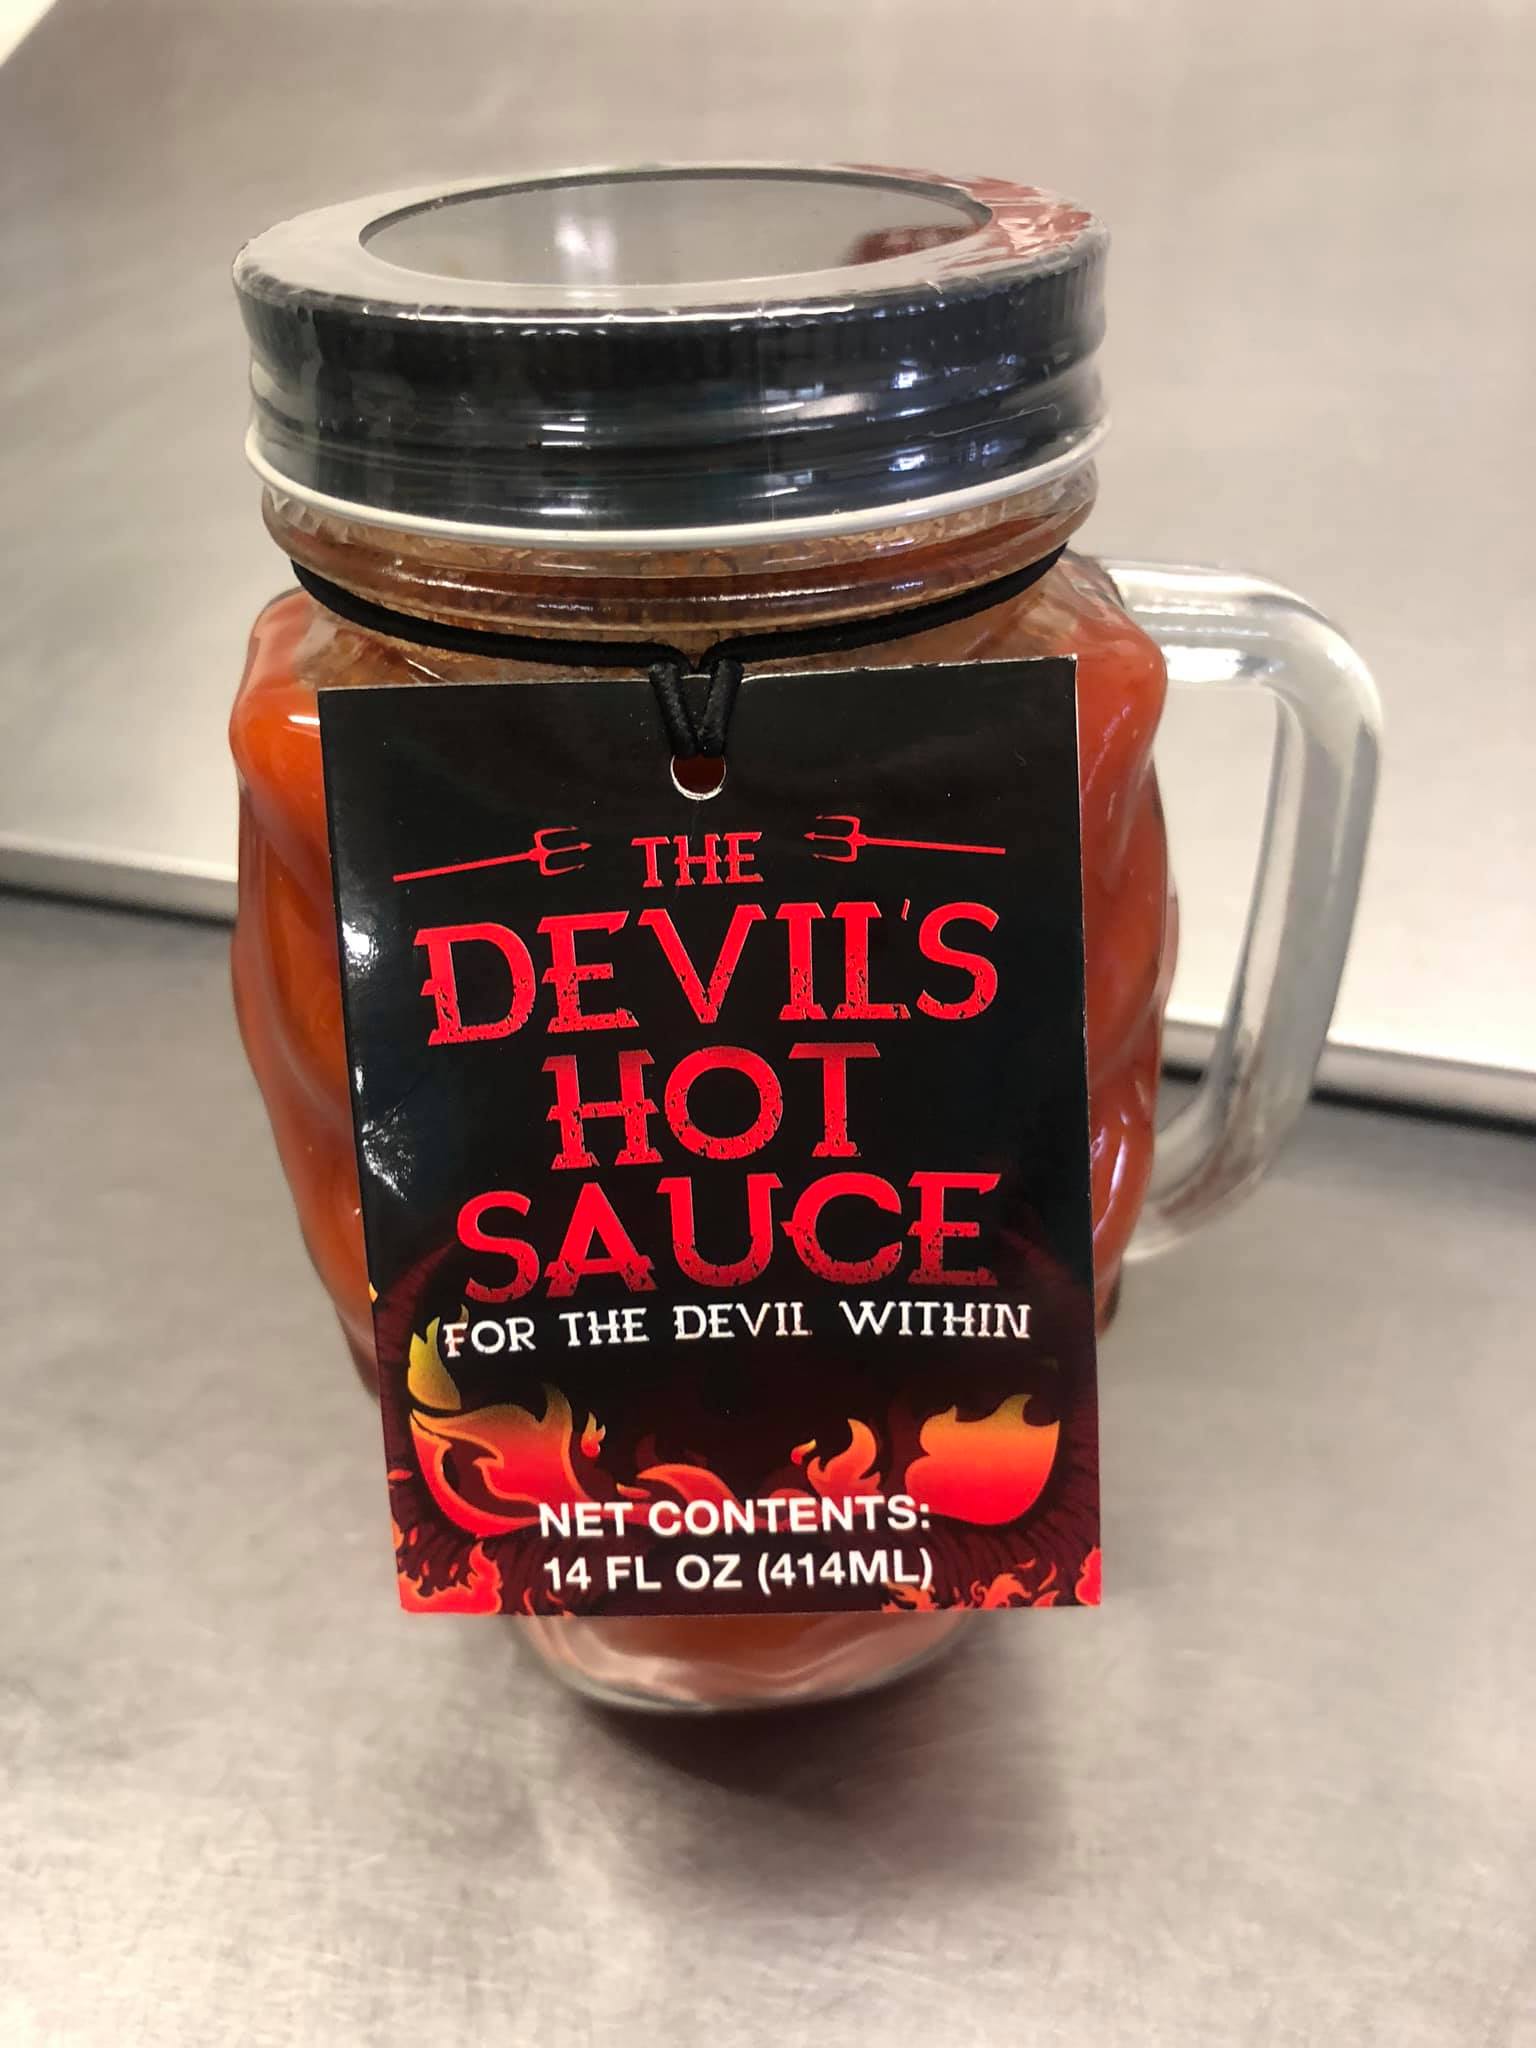 THE
DEVIL'S
HOT
SAUCE
FOR THE DEVIL WITHIN
NET CONTENTS:
14 FL OZ (414ML)